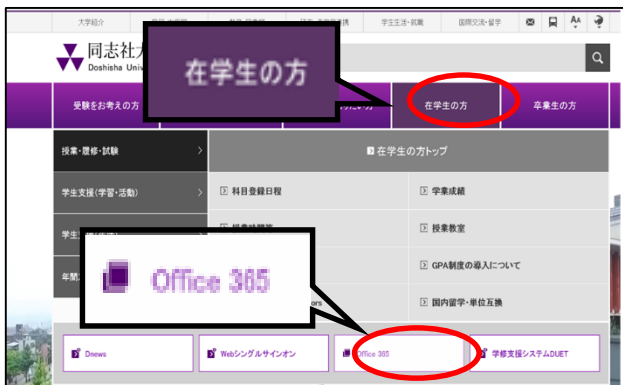 大学紹介
学生生活・就職
国際交流・留学
同志社大
Doshisha Univ
在学生の方
受験をお考えの方
在学生の方
卒業生の方
授業・履修・試験
在学生の方トップ
学生支援(学習・活動)
科目登録日程
学業成績
授業教室
年間
Office 365
GPA制度の導入について
国内留学・単位互換
Dnews
Webシングルサインオン
Office 365
学修支援システムDUET